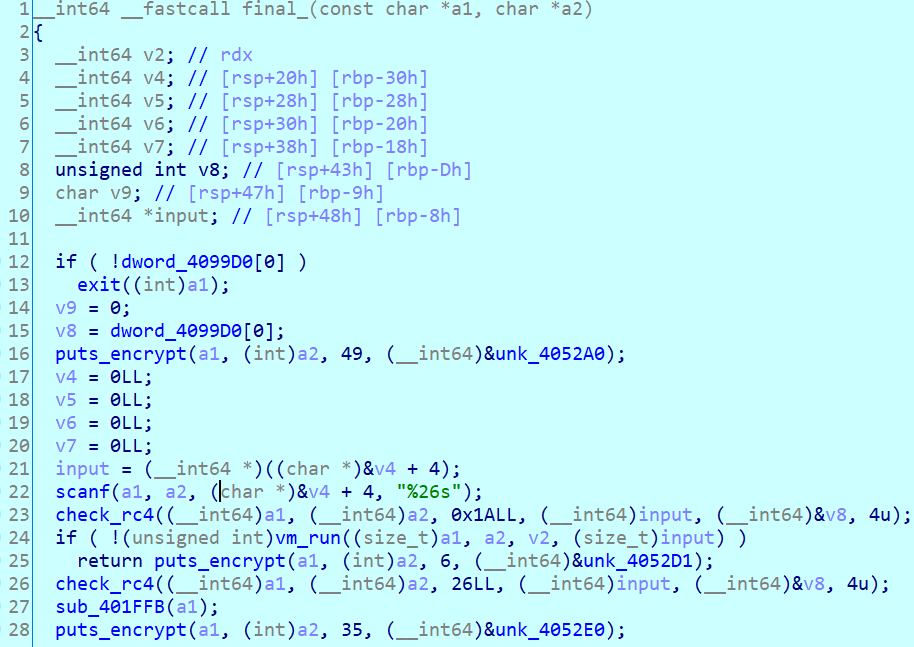 1 __int64 __fastcall final_(const char *a1, char *a2)
2 {
3 __int64 v2; // rdx
4 __int64 v4; // [rsp+20h] [rbp-30h]
5 __int64 v5; // [rsp+28h] [rbp-28h]
6 __int64 v6; // [rsp+30h] [rbp-20h]
7 __int64 v7; // [rsp+38h] [rbp-18h]
8 unsigned int v8; // [rsp+43h] [rbp-Dh]
9 char v9; // [rsp+47h] [rbp-9h]
10 __int64 *input; // [rsp+48h] [rbp-8h]
11
12 if ( !dword_4099D0[0] )
13 exit((int)a1);
14 v9 = 0;
15 v8 = dword_4099D0[0];
16 puts_encrypt(a1, (int)a2, 49, (__int64)&unk_4052A0);
17 v4 = 0LL;
18 v5 = 0LL;
19 v6 = 0LL;
20 v7 = 0LL;
21 input = (__int64 *)((char *)&v4 + 4);
22 scanf(a1, a2, (char *)&v4 + 4, "%26s");
23 check_rc4((__int64)a1, (__int64)a2, 0x1ALL, (__int64)input, (__int64)&v8, 4u);
24 if ( !(unsigned int)vm_run((size_t)a1, a2, v2, (size_t)input) )
25 return puts_encrypt(a1, (int)a2, 6, (__int64)&unk_4052D1);
26 check_rc4((__int64)a1, (__int64)a2, 26LL, (__int64)input, (__int64)&v8, 4u);
27 sub_401FFB(a1);
28 puts_encrypt(a1, (int)a2, 35, (__int64)&unk_4052E0);